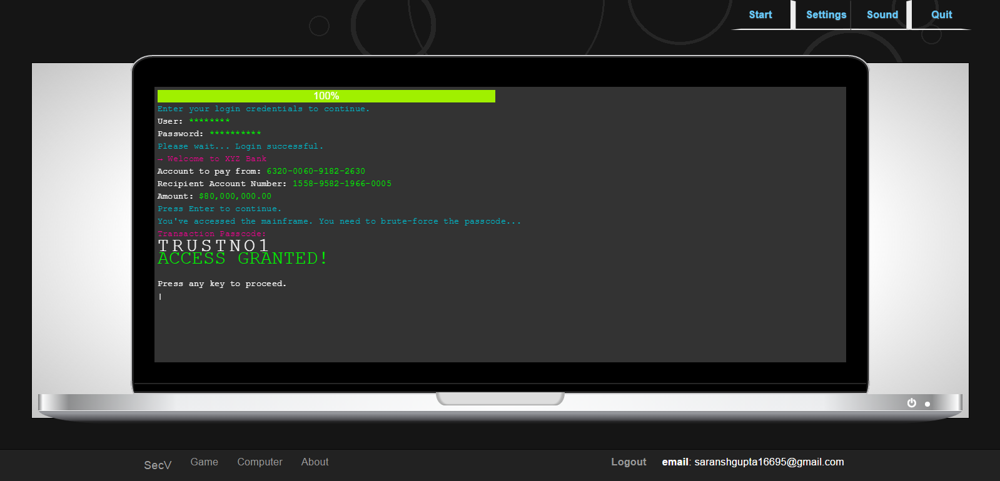 Start Settings Sound Quit
100%
Enter your login credentials to continue.
User: ********
Password: **********
Please wait... Login successful.
→ Welcome to XYZ Bank
Account to pay from: 6320-0060-9182-2630
Recipient Account Number: 1558-9582-1966-0005
Amount: $80,000,000.00
Press Enter to continue.
You've accessed the mainframe. You need to brute-force the passcode...
Transaction Passcode:
TRUSTNO1
ACCESS GRANTED!
Press any key to proceed.
|
SecV Game Computer About Logout email: saranshgupta16695@gmail.com